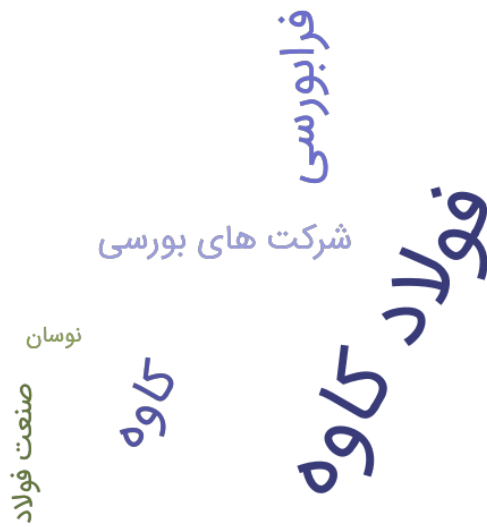 فرابورسی
شرکت های بورسی
فولاد کاوه
نوسان
کاوه
صنعت فولاد